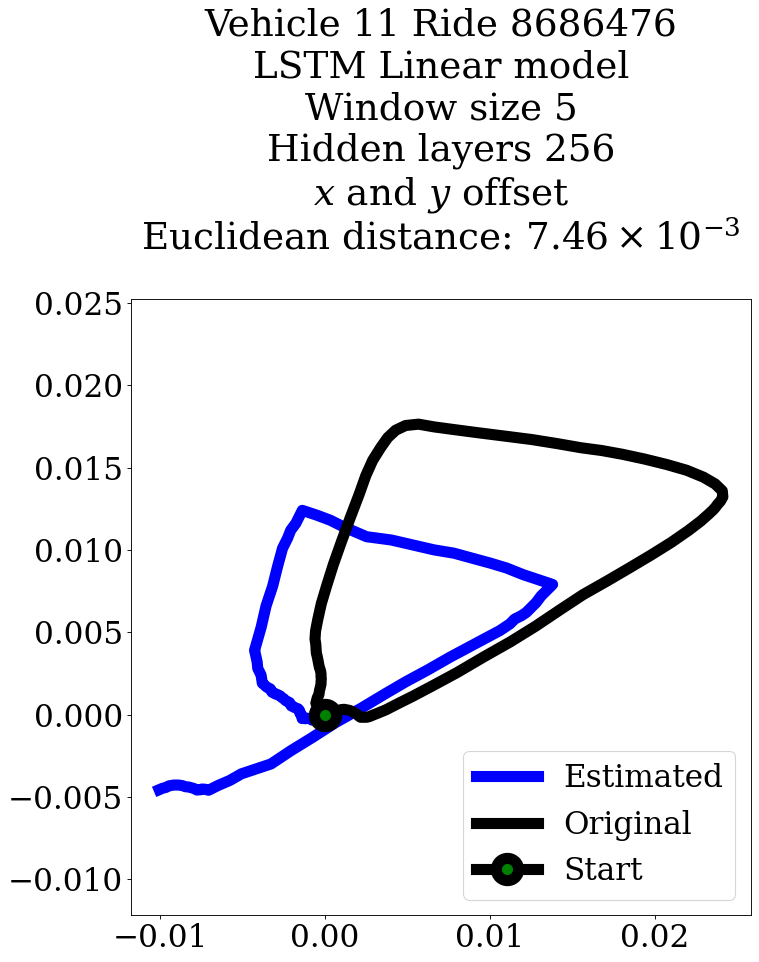 Vehicle 11 Ride 8686476
LSTM Linear model
Window size 5
Hidden layers 256
x and y offset
Euclidean distance: 7.46 × 10⁻³
0.025
0.020
0.015
0.010
0.005
0.000
−0.005
−0.010
Estimated
Original
Start
−0.01 0.00 0.01 0.02